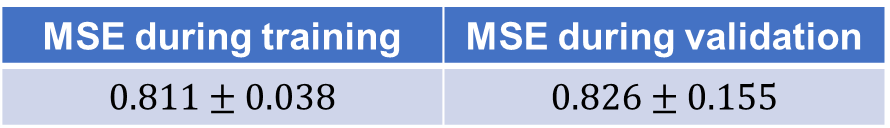 MSE during training MSE during validation
0.811 ± 0.038 0.826 ± 0.155